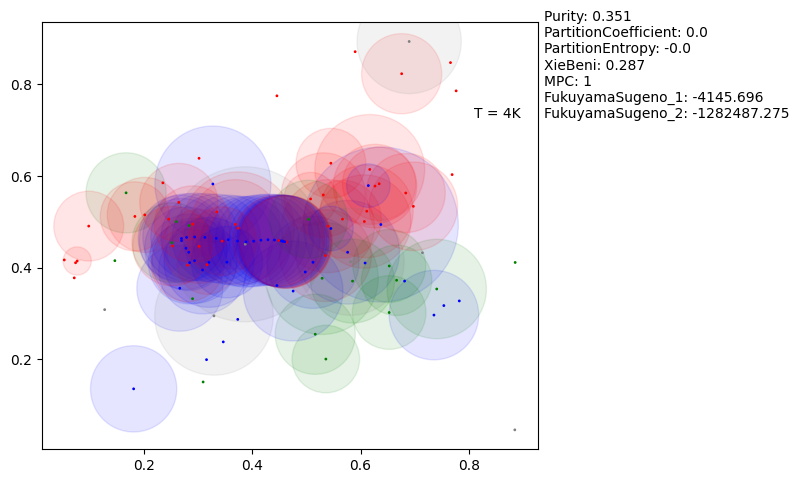 Purity: 0.351
PartitionCoefficient: 0.0
PartitionEntropy: -0.0
XieBeni: 0.287
MPC: 1
FukuyamaSugeno_1: -4145.696
FukuyamaSugeno_2: -1282487.275
T = 4K
0.8
0.6
0.4
0.2
0.2 0.4 0.6 0.8